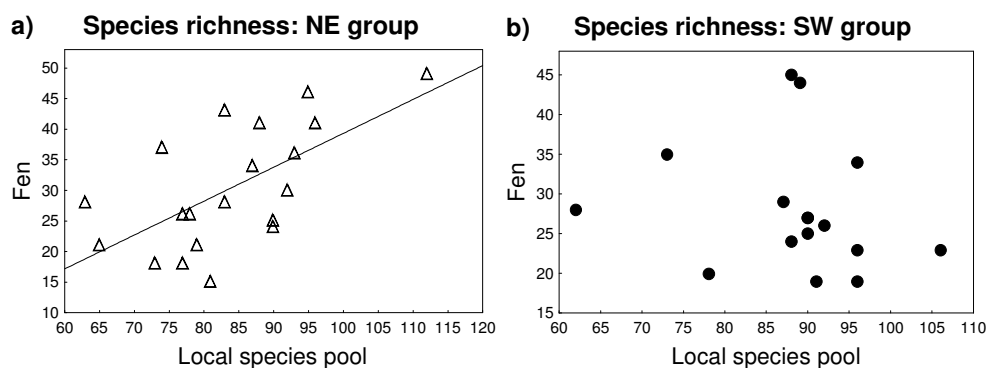 a) Species richness: NE group
Fen
50
45
40
35
30
25
20
15
10
60 65 70 75 80 85 90 95 100 105 110 115 120
Local species pool
b) Species richness: SW group
Fen
45
40
35
30
25
20
15
60 65 70 75 80 85 90 95 100 105 110
Local species pool